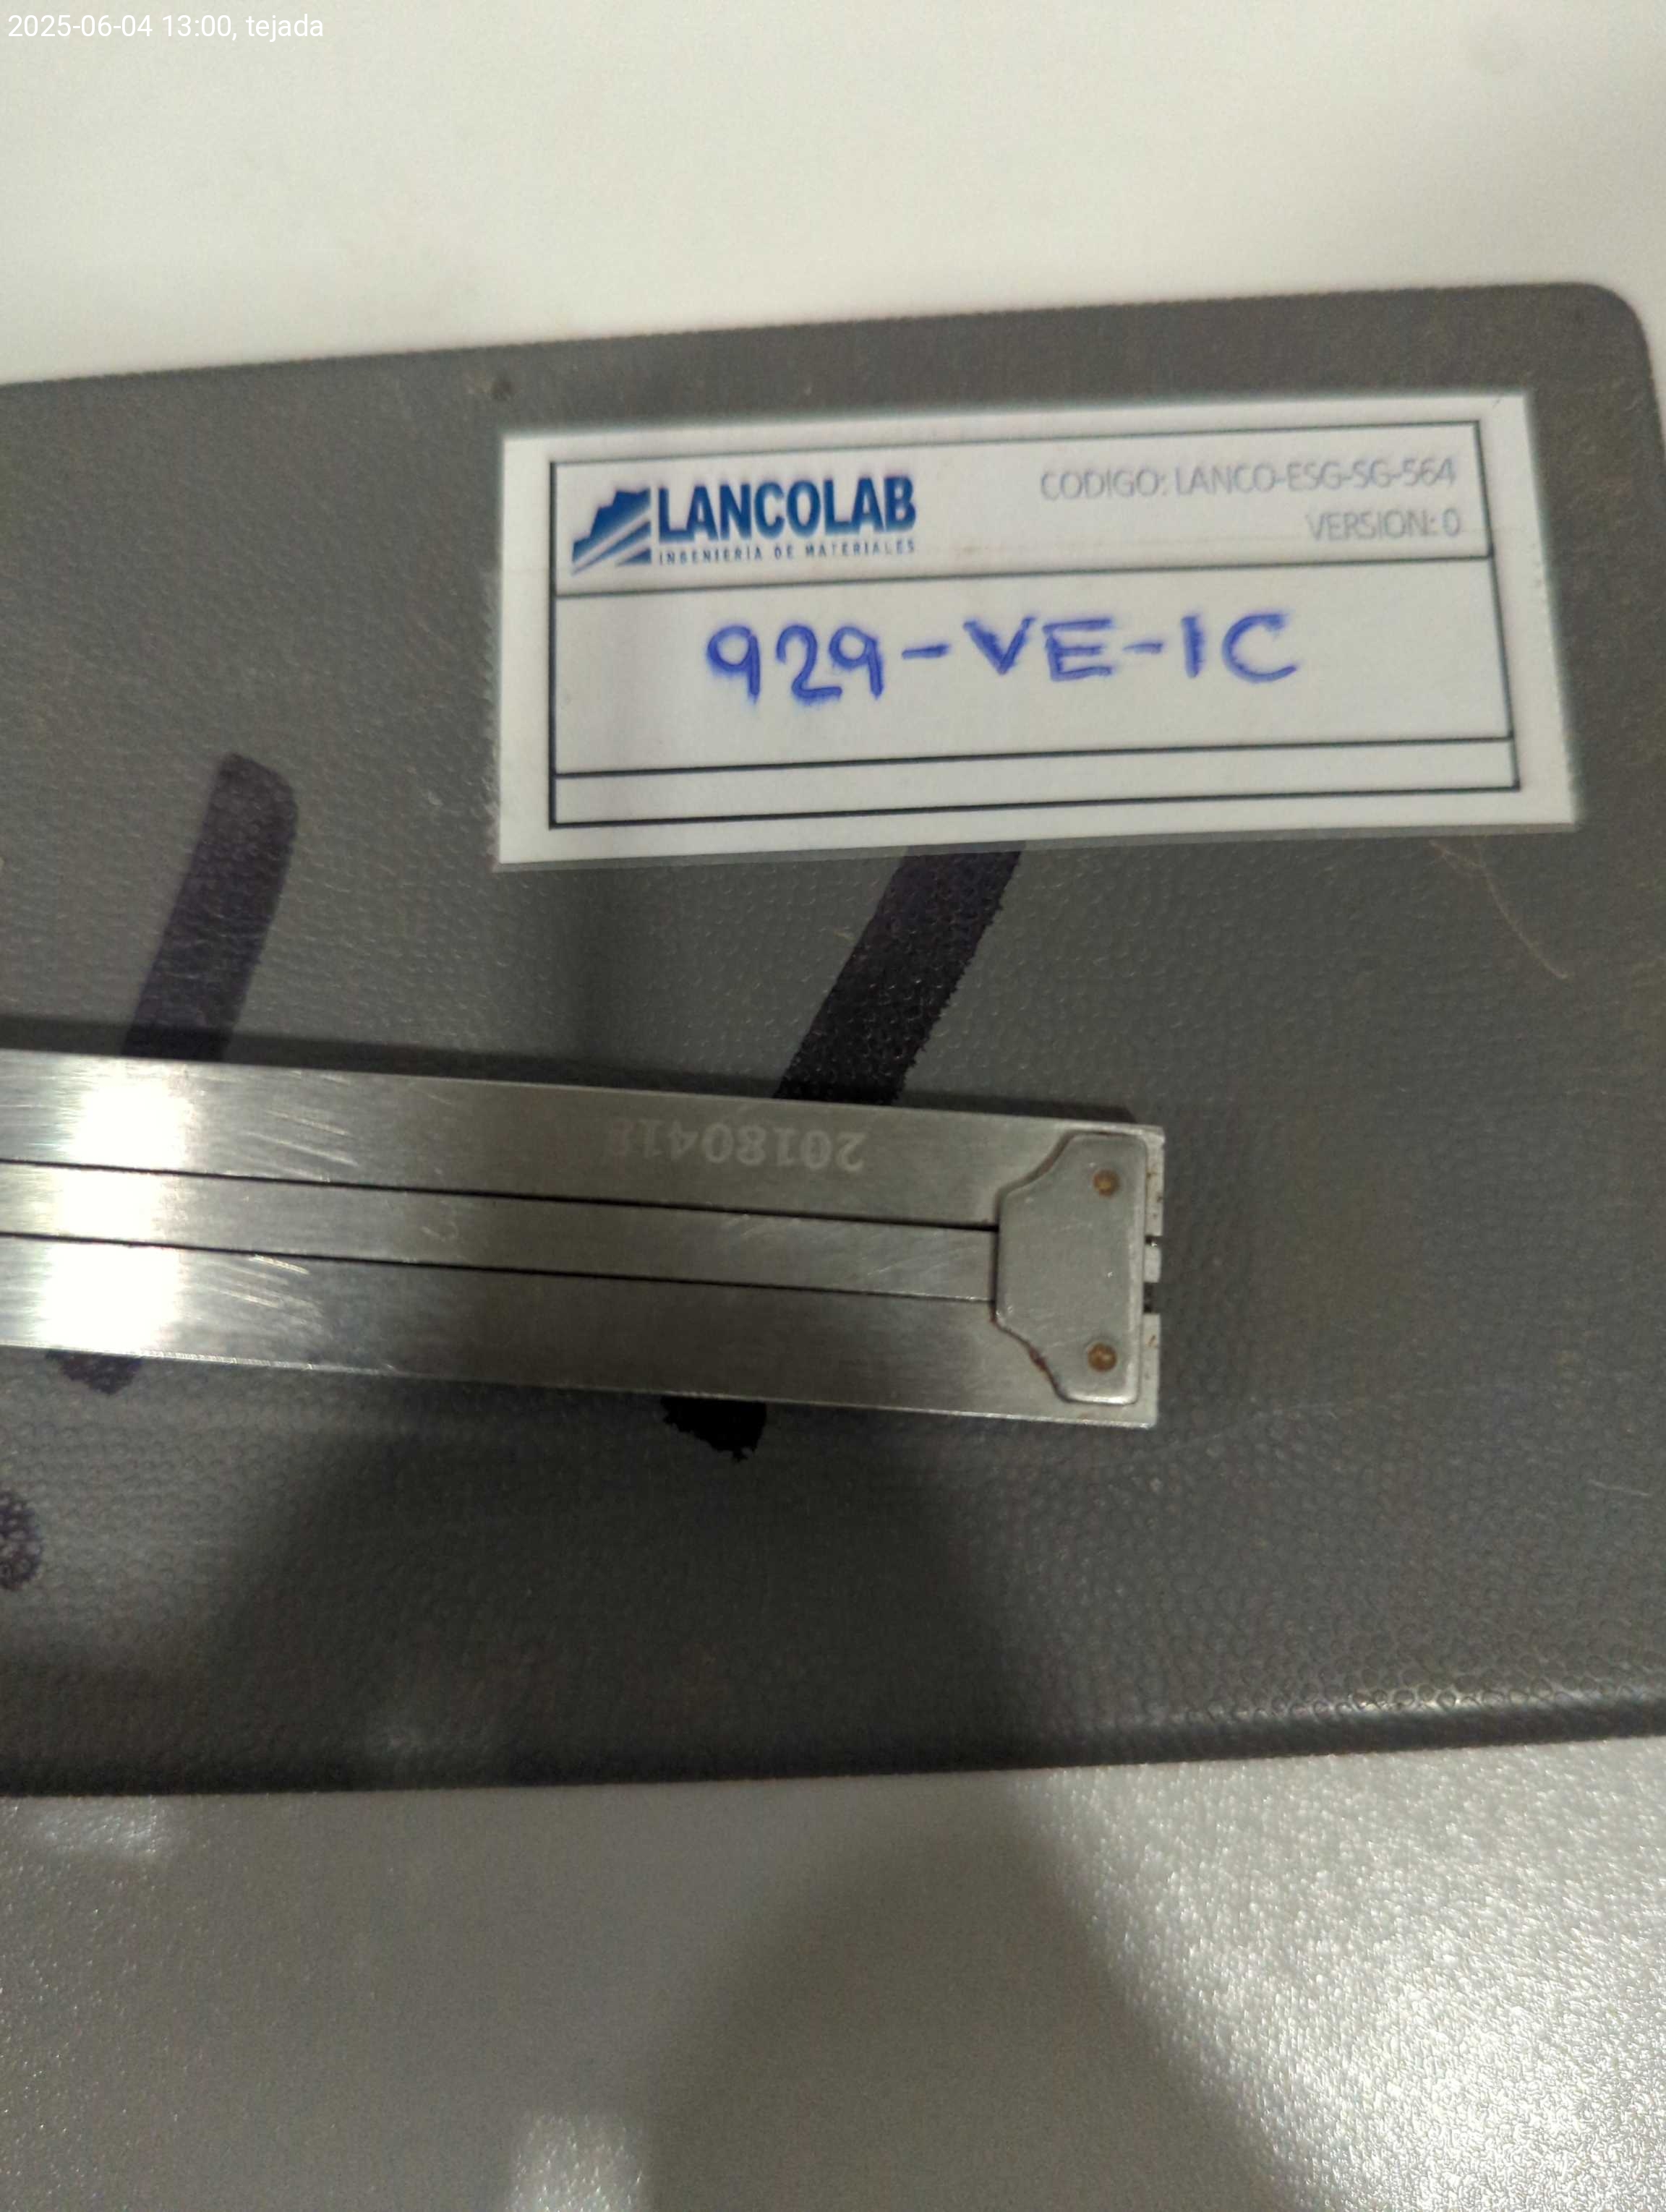 2025-06-04 13:00, tejada
LANCOLAB
INGENIERÍA DE MATERIALES
CODIGO: LANCO-ESG-SG-564
VERSION: 0
929-VE-1C